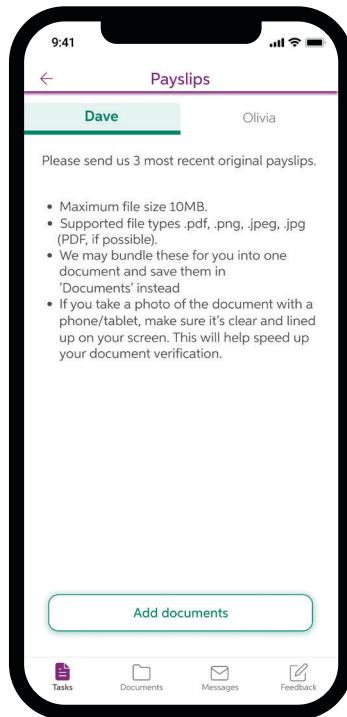 9:41
Payslips
Dave Olivia
Please send us 3 most recent original payslips.
• Maximum file size 10MB.
• Supported file types .pdf, .png, .jpeg, .jpg
(PDF, if possible).
• We may bundle these for you into one
document and save them in
'Documents' instead
• If you take a photo of the document with a
phone/tablet, make sure it's clear and lined
up on your screen. This will help speed up
your document verification.
Add documents
Tasks Documents Messages Feedback